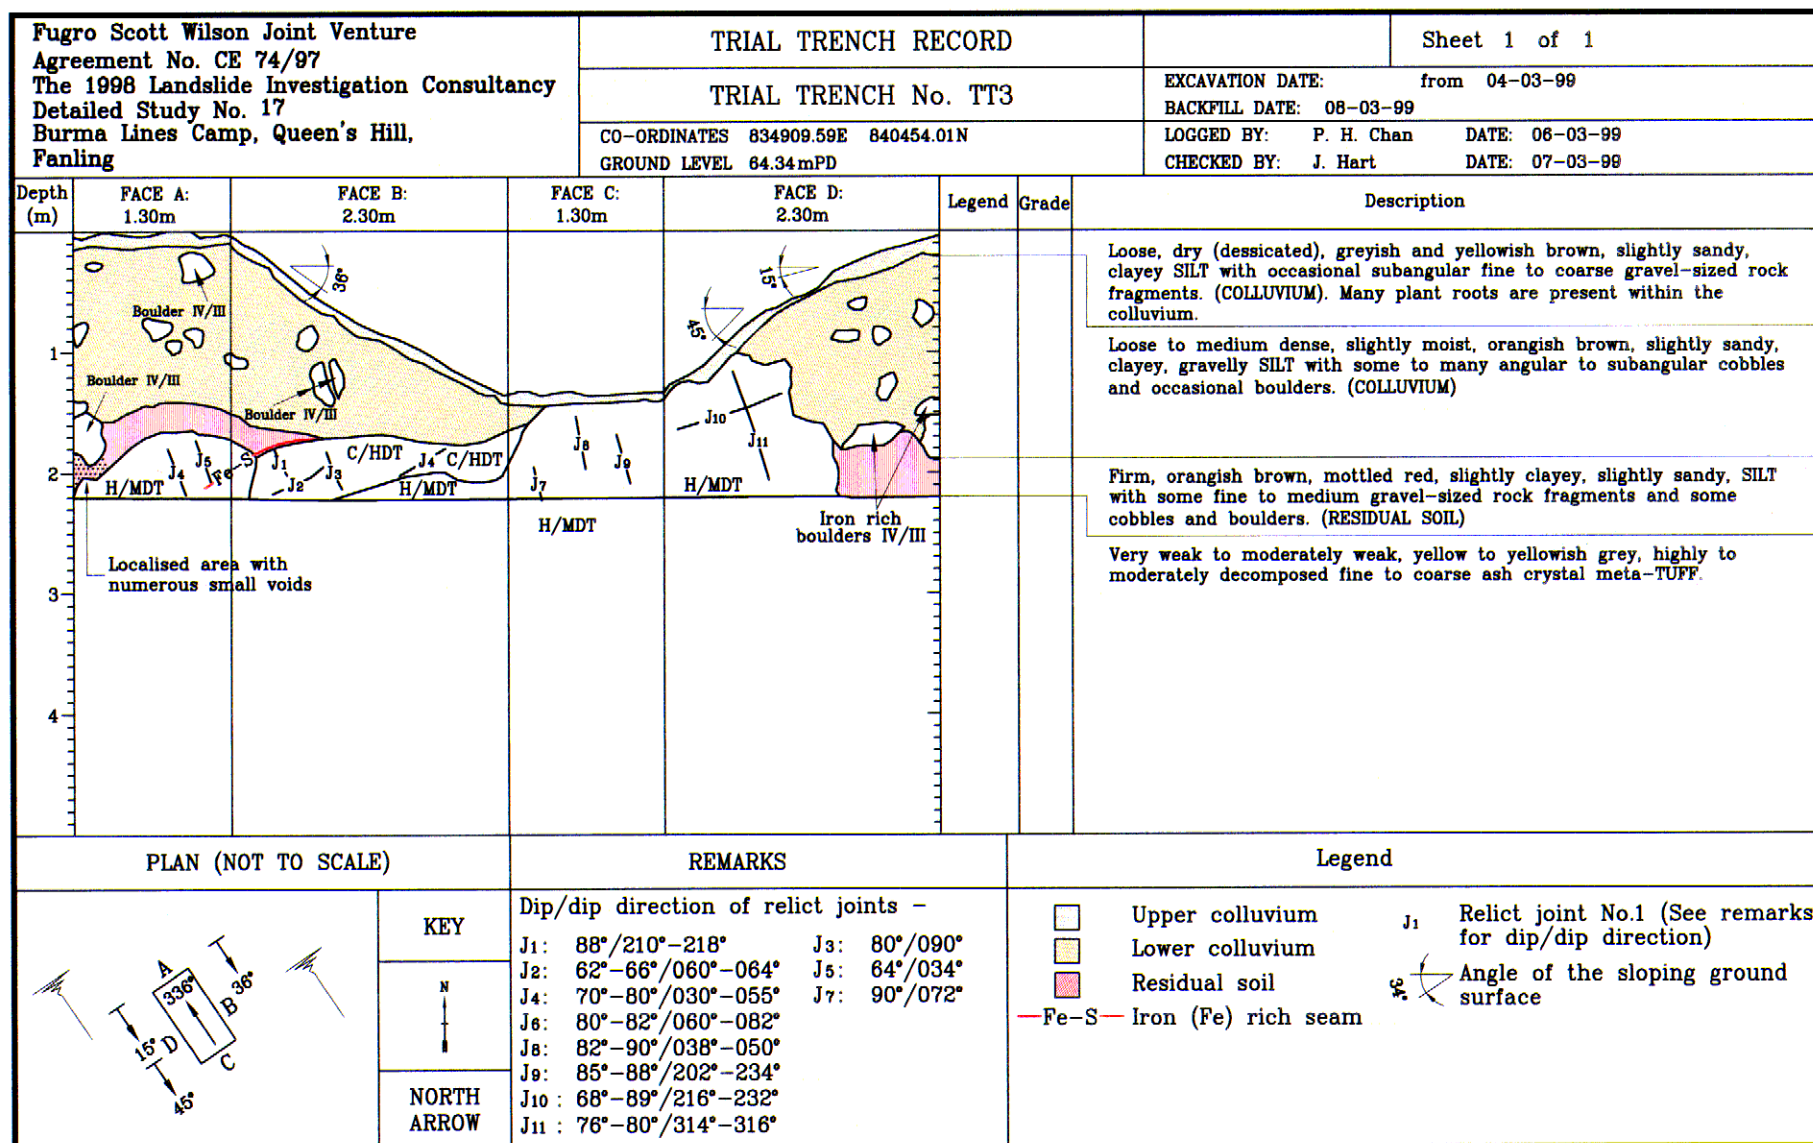 Fugro Scott Wilson Joint Venture
Agreement No. CE 74/97
The 1998 Landslide Investigation Consultancy
Detailed Study No. 17
Burma Lines Camp, Queen's Hill,
Fanling
TRIAL TRENCH RECORD
TRIAL TRENCH No. TT3
CO-ORDINATES 834909.59E 840454.01N
GROUND LEVEL 64.34mPD
Sheet 1 of 1
EXCAVATION DATE: from 04-03-99
BACKFILL DATE: 08-03-99
LOGGED BY: P. H. Chan DATE: 06-03-99
CHECKED BY: J. Hart DATE: 07-03-99
Depth
(m)
FACE A:
1.30m
FACE B:
2.30m
FACE C:
1.30m
FACE D:
2.30m
Legend
Grade
Description
1
2
3
4
Boulder IV/III
Boulder IV/III
Boulder IV/III
36°
15°
45°
J4
J5
Fe-S
J1
J2
J3
C/HDT
J4
C/HDT
H/MDT
H/MDT
J7
J8
J9
J10
J11
H/MDT
H/MDT
Iron rich
boulders IV/III
Localised area with
numerous small voids
Loose, dry (dessicated), greyish and yellowish brown, slightly sandy,
clayey SILT with occasional subangular fine to coarse gravel-sized rock
fragments. (COLLUVIUM). Many plant roots are present within the
colluvium.
Loose to medium dense, slightly moist, orangish brown, slightly sandy,
clayey, gravelly SILT with some to many angular to subangular cobbles
and occasional boulders. (COLLUVIUM)
Firm, orangish brown, mottled red, slightly clayey, slightly sandy, SILT
with some fine to medium gravel-sized rock fragments and some
cobbles and boulders. (RESIDUAL SOIL)
Very weak to moderately weak, yellow to yellowish grey, highly to
moderately decomposed fine to coarse ash crystal meta-TUFF.
PLAN (NOT TO SCALE)
A
336°
B
36°
15°
D
C
45°
KEY
N
NORTH
ARROW
REMARKS
Dip/dip direction of relict joints -
J1: 88°/210°-218° J3: 80°/090°
J2: 62°-66°/060°-064° J5: 64°/034°
J4: 70°-80°/030°-055° J7: 90°/072°
J6: 80°-82°/060°-082°
J8: 82°-90°/038°-050°
J9: 85°-88°/202°-234°
J10 : 68°-89°/216°-232°
J11 : 76°-80°/314°-316°
Legend
Upper colluvium
Lower colluvium
Residual soil
Fe-S Iron (Fe) rich seam
J1 Relict joint No.1 (See remarks
for dip/dip direction)
34° Angle of the sloping ground
surface